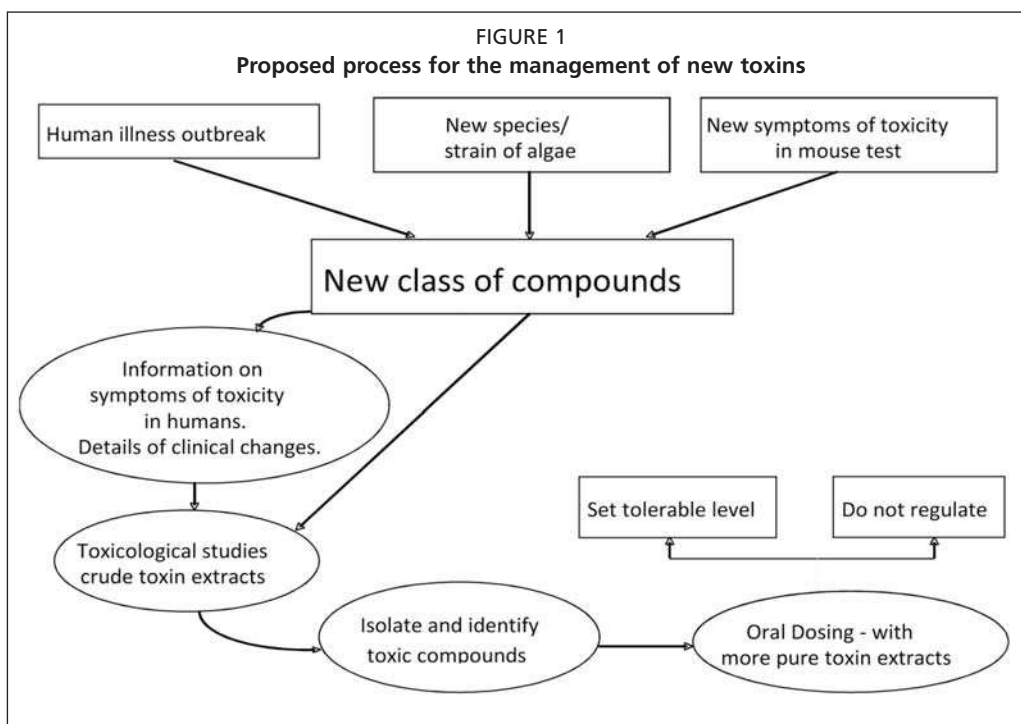 FIGURE 1
Proposed process for the management of new toxins
Human illness outbreak
New species/
strain of algae
New symptoms of toxicity
in mouse test
New class of compounds
Information on
symptoms of toxicity
in humans.
Details of clinical changes.
Set tolerable level
Do not regulate
Toxicological studies
crude toxin extracts
Isolate and identify
toxic compounds
Oral Dosing - with
more pure toxin extracts